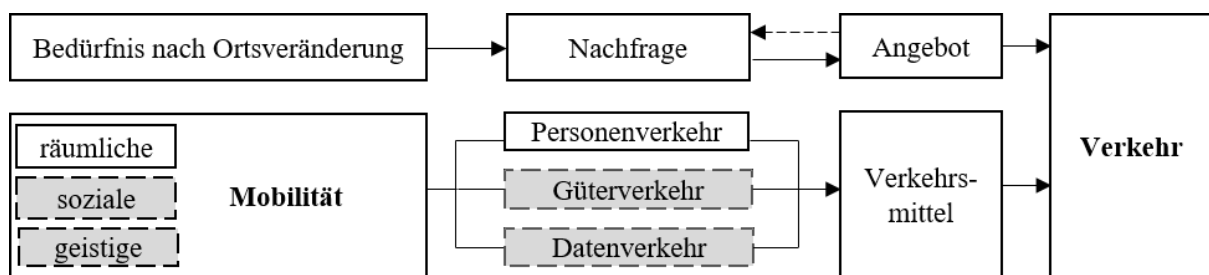 Bedürfnis nach Ortsveränderung
Nachfrage
Angebot
Verkehr
räumliche
soziale
geistige
Mobilität
Personenverkehr
Güterverkehr
Datenverkehr
Verkehrs-
mittel